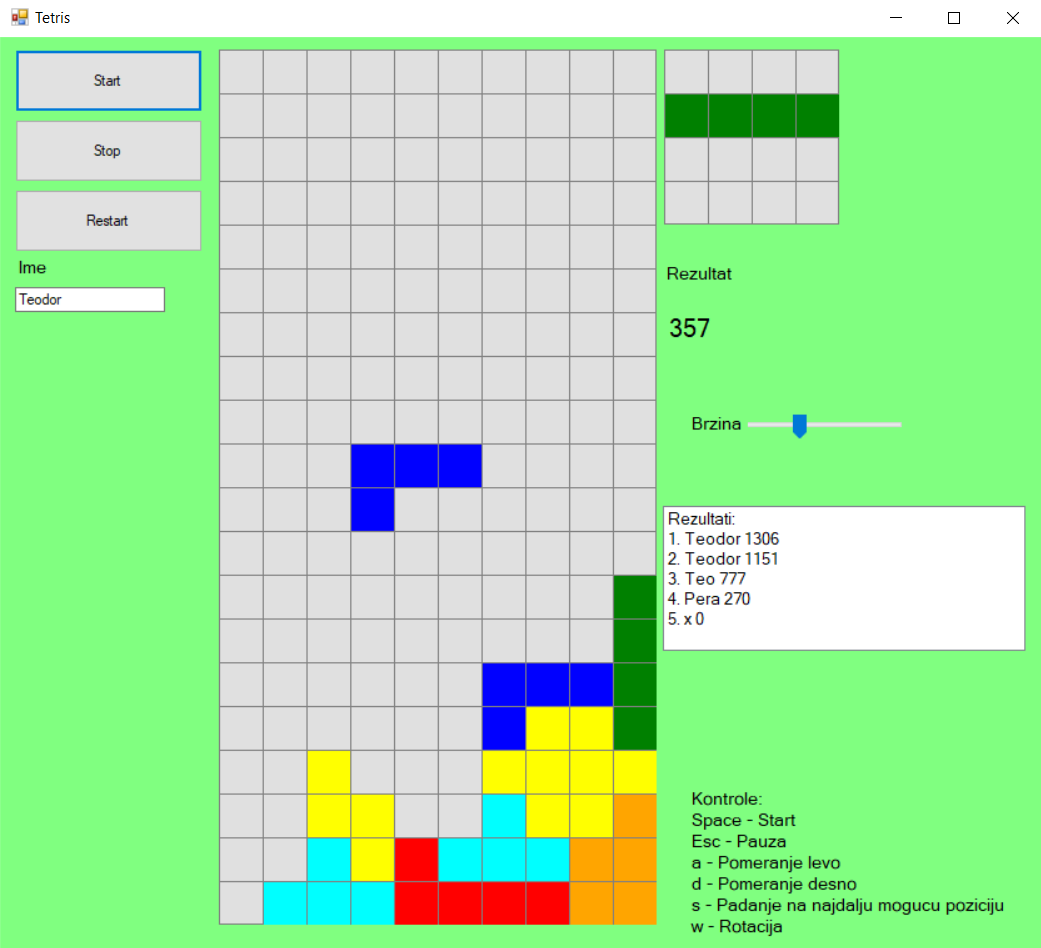 Tetris
Start
Stop
Restart
Ime
Teodor
Rezultat
357
Brzina
Rezultati:
1. Teodor 1306
2. Teodor 1151
3. Teo 777
4. Pera 270
5. x 0
Kontrole:
Space - Start
Esc - Pauza
a - Pomeranje levo
d - Pomeranje desno
s - Padanje na najdalju mogucu poziciju
w - Rotacija